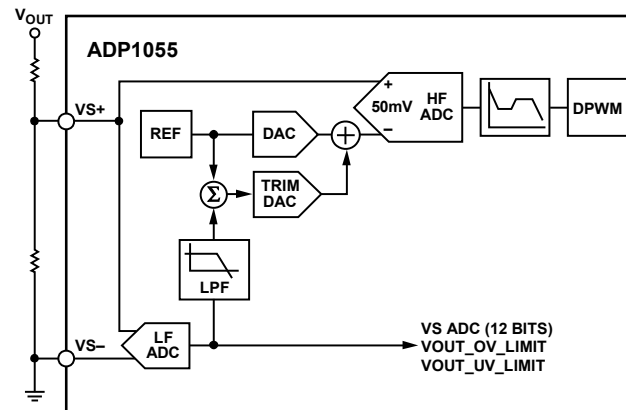 VOUT
ADP1055
VS+
REF
DAC
+
50mV
–
HF
ADC
DPWM
+
Σ
TRIM
DAC
LPF
VS–
LF
ADC
VS ADC (12 BITS)
VOUT_OV_LIMIT
VOUT_UV_LIMIT